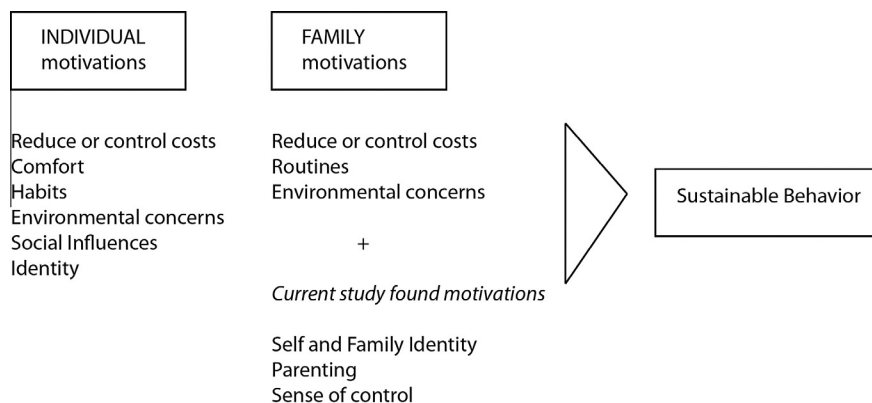 INDIVIDUAL
motivations
Reduce or control costs
Comfort
Habits
Environmental concerns
Social Influences
Identity
FAMILY
motivations
Reduce or control costs
Routines
Environmental concerns
+
Current study found motivations
Self and Family Identity
Parenting
Sense of control
Sustainable Behavior